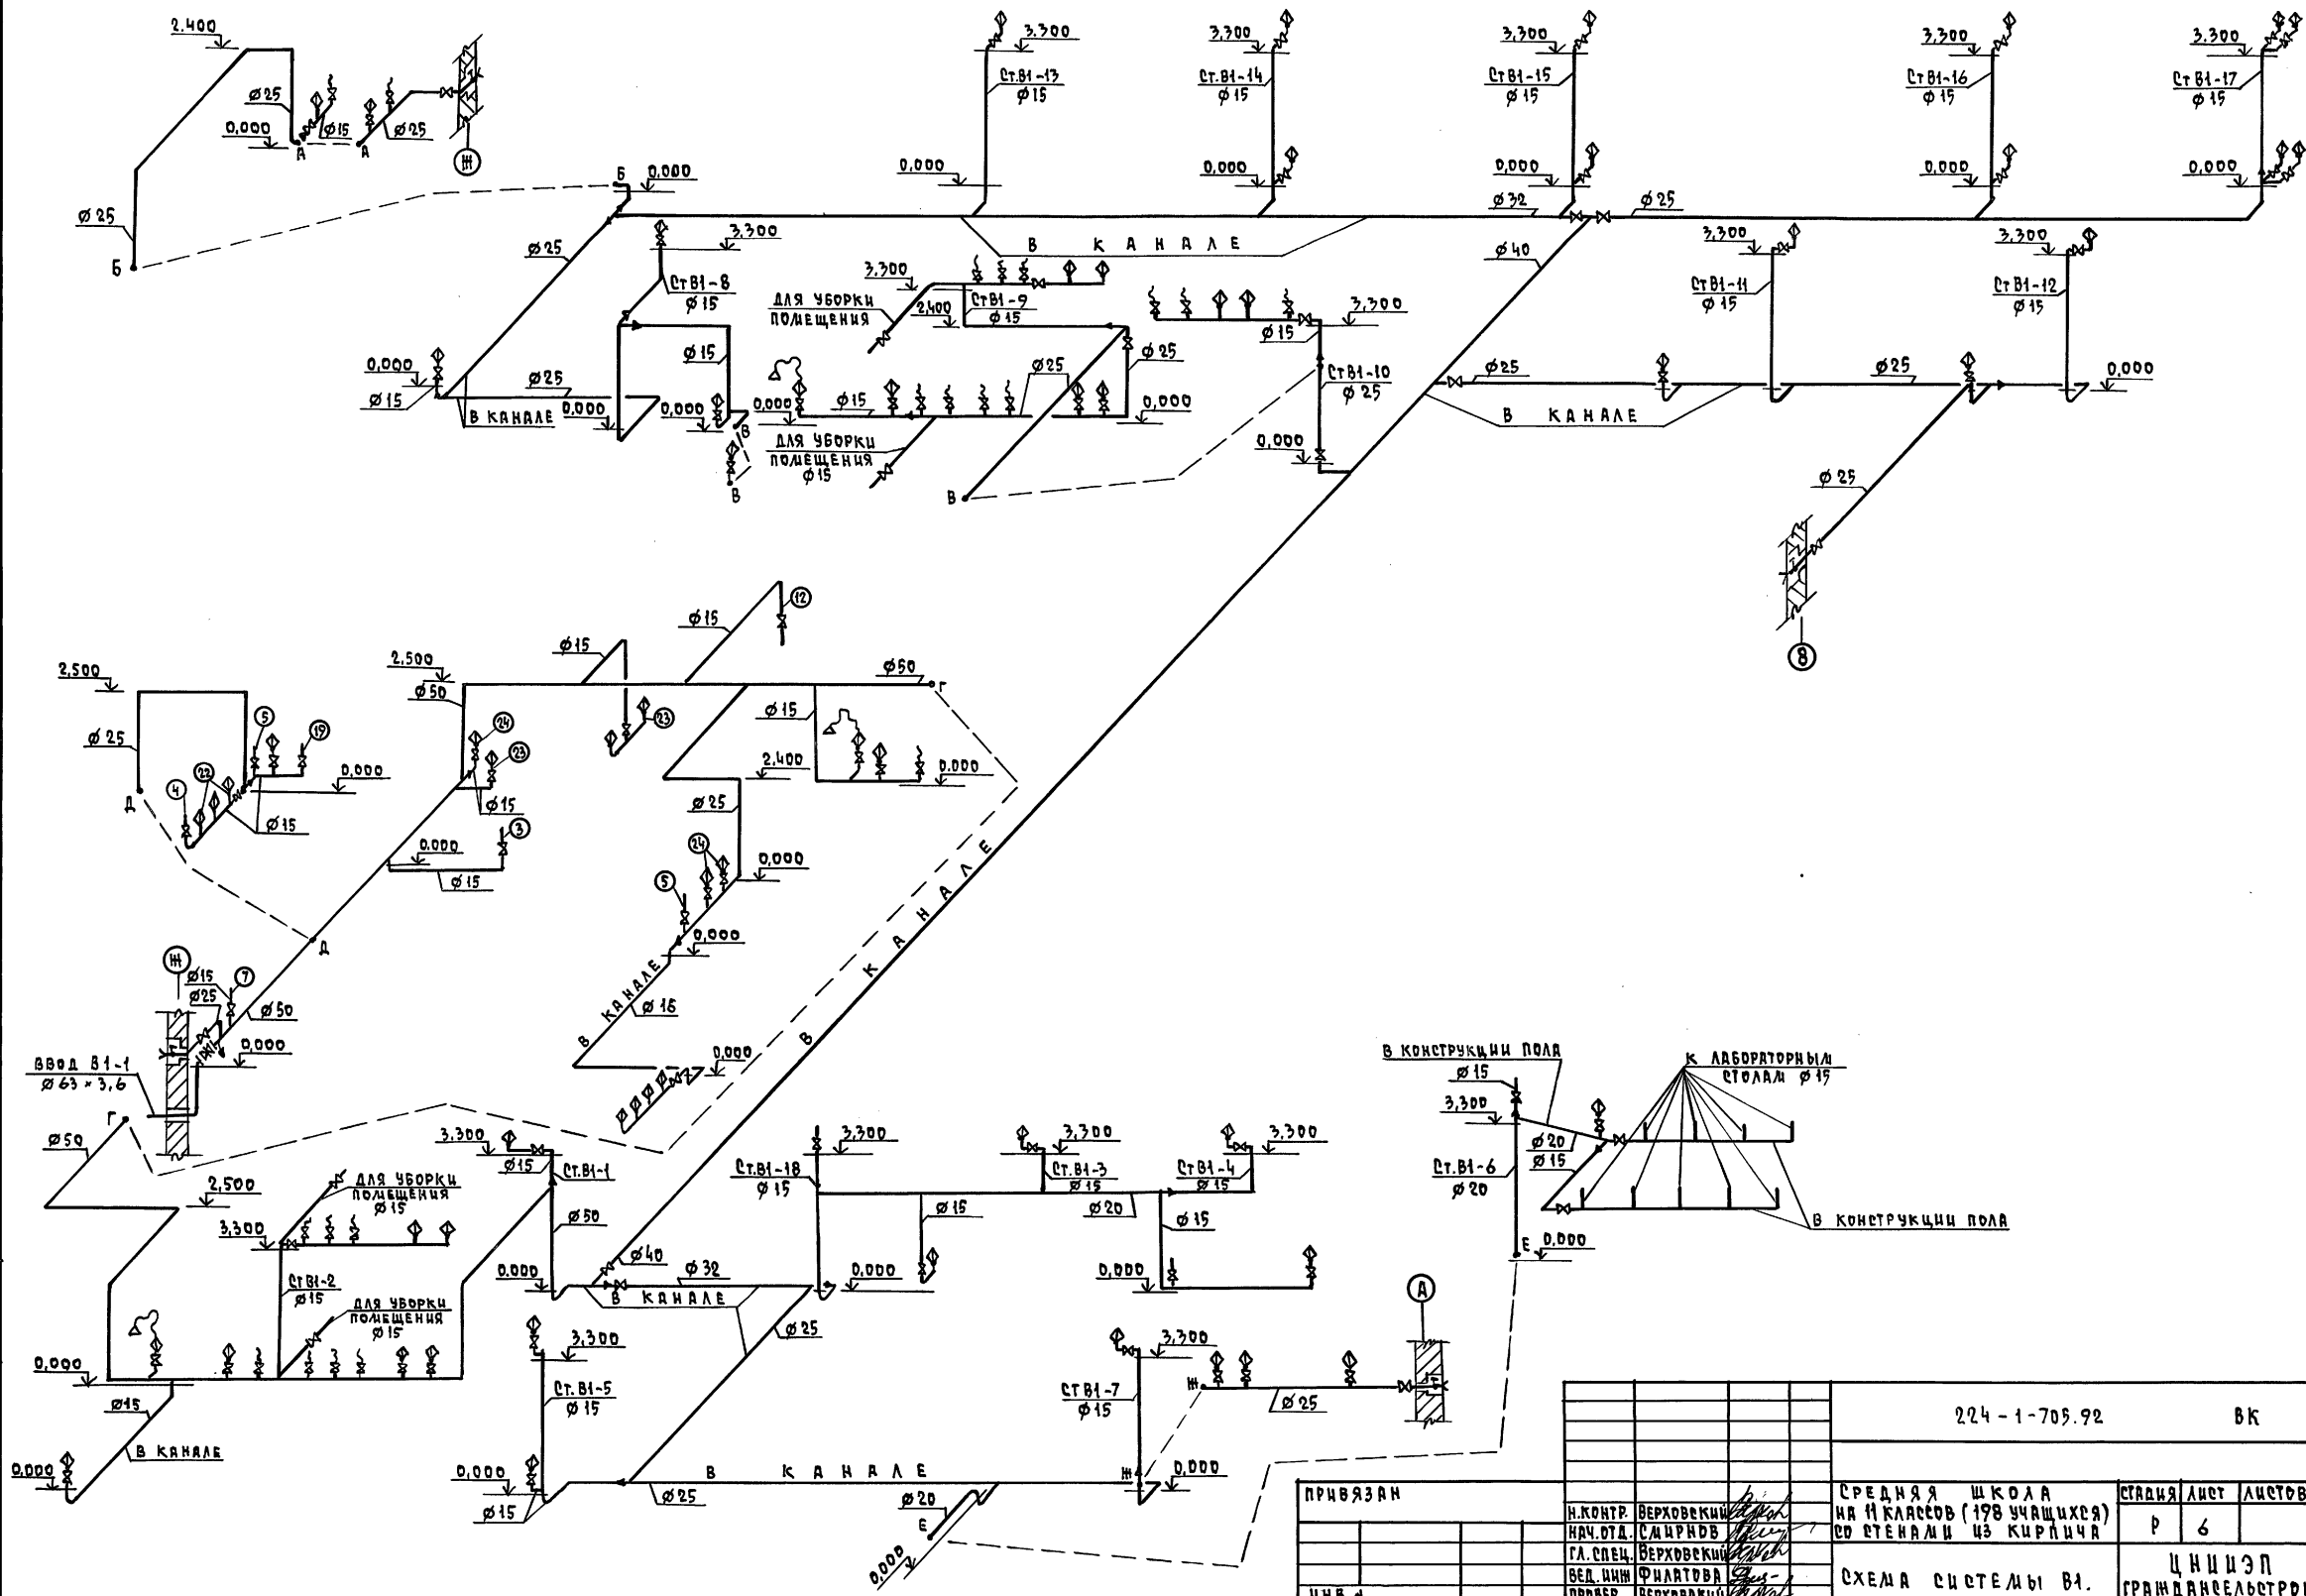 2.400
Ø25
0,000
Ø15
А
А
Ø25
Ж
Ø25
Б
Б
0,000
3.300
Ст.В1-13
Ø15
0,000
3,300
Ст.В1-14
Ø15
0,000
3,300
Ст В1-15
Ø15
0,000
3,300
Ст В1-16
Ø15
0,000
3.300
Ст В1-17
Ø15
0,000
Ø32
Ø25
В КАНАЛЕ
Ø25
3,300
Ст В1-8
Ø15
0,000
Ø15
Ø25
В КАНАЛЕ
0,000
Ø15
0,000
В
В
ДЛЯ УБОРКИ
ПОМЕЩЕНИЯ
3,300
2,400
Ст В1-9
Ø15
Ø25
Ø25
0,000
Ø15
0,000
ДЛЯ УБОРКИ
ПОМЕЩЕНИЯ
Ø15
В
3,300
Ø15
Ст В1-10
Ø25
0,000
Ø40
3,300
Ст В1-11
Ø15
3,300
Ст В1-12
Ø15
Ø25
Ø25
0,000
В КАНАЛЕ
Ø25
8
2,500
Ø25
Д
5
19
22
4
0,000
Ø15
2,500
Ø50
24
23
Ø15
0.000
3
Ø15
Д
Ø15
Ø15
12
23
Ø50
Г
Ø15
0.000
2,400
Ø25
24
5
0,000
0,000
В КАНАЛЕ
Ø16
0,000
В КАНАЛЕ
Ж
Ø15
Ø25
7
Ø50
0,000
ВВОД В1-1
Ø63×3,6
Г
Ø50
2,500
3,300
ДЛЯ УБОРКИ
ПОМЕЩЕНИЯ
Ø15
Ст В1-2
Ø15
ДЛЯ УБОРКИ
ПОМЕЩЕНИЯ
Ø15
0,000
Ø15
В КАНАЛЕ
0,000
3,300
Ø15
Ст.В1-1
Ø50
0.000
Ø40
Ø32
В КАНАЛЕ
Ø25
3,300
Ст.В1-18
Ø15
0,000
Ø15
3,300
Ст.В1-3
Ø15
Ø20
3,300
Ст В1-4
Ø15
Ø15
0,000
3,300
Ст.В1-5
Ø15
0,000
Ø15
Ø25
В КАНАЛЕ
Ø20
Е
0,000
3,300
Ст В1-7
Ø15
Ж
Ж
0,000
Ø25
А
В КОНСТРУКЦИИ ПОЛА
Ø15
3,300
Ст.В1-6
Ø20
Е
0,000
Ø20
Ø15
К ЛАБОРАТОРНЫМ
СТОЛАМ Ø15
В КОНСТРУКЦИИ ПОЛА
224-1-705.92 ВК
ПРИВЯЗАН
Н.КОНТР. ВЕРХОВСКИЙ
НАЧ.ОТД. СМИРНОВ
ГЛ.СПЕЦ. ВЕРХОВСКИЙ
ВЕД.ИНЖ ФИЛАТОВА
СРЕДНЯЯ ШКОЛА
НА 11 КЛАССОВ (198 УЧАЩИХСЯ)
СО СТЕНАМИ ИЗ КИРПИЧА
СТАДИЯ ЛИСТ ЛИСТОВ
Р 6
СХЕМА СИСТЕМЫ В1.
ЦНИИЭП